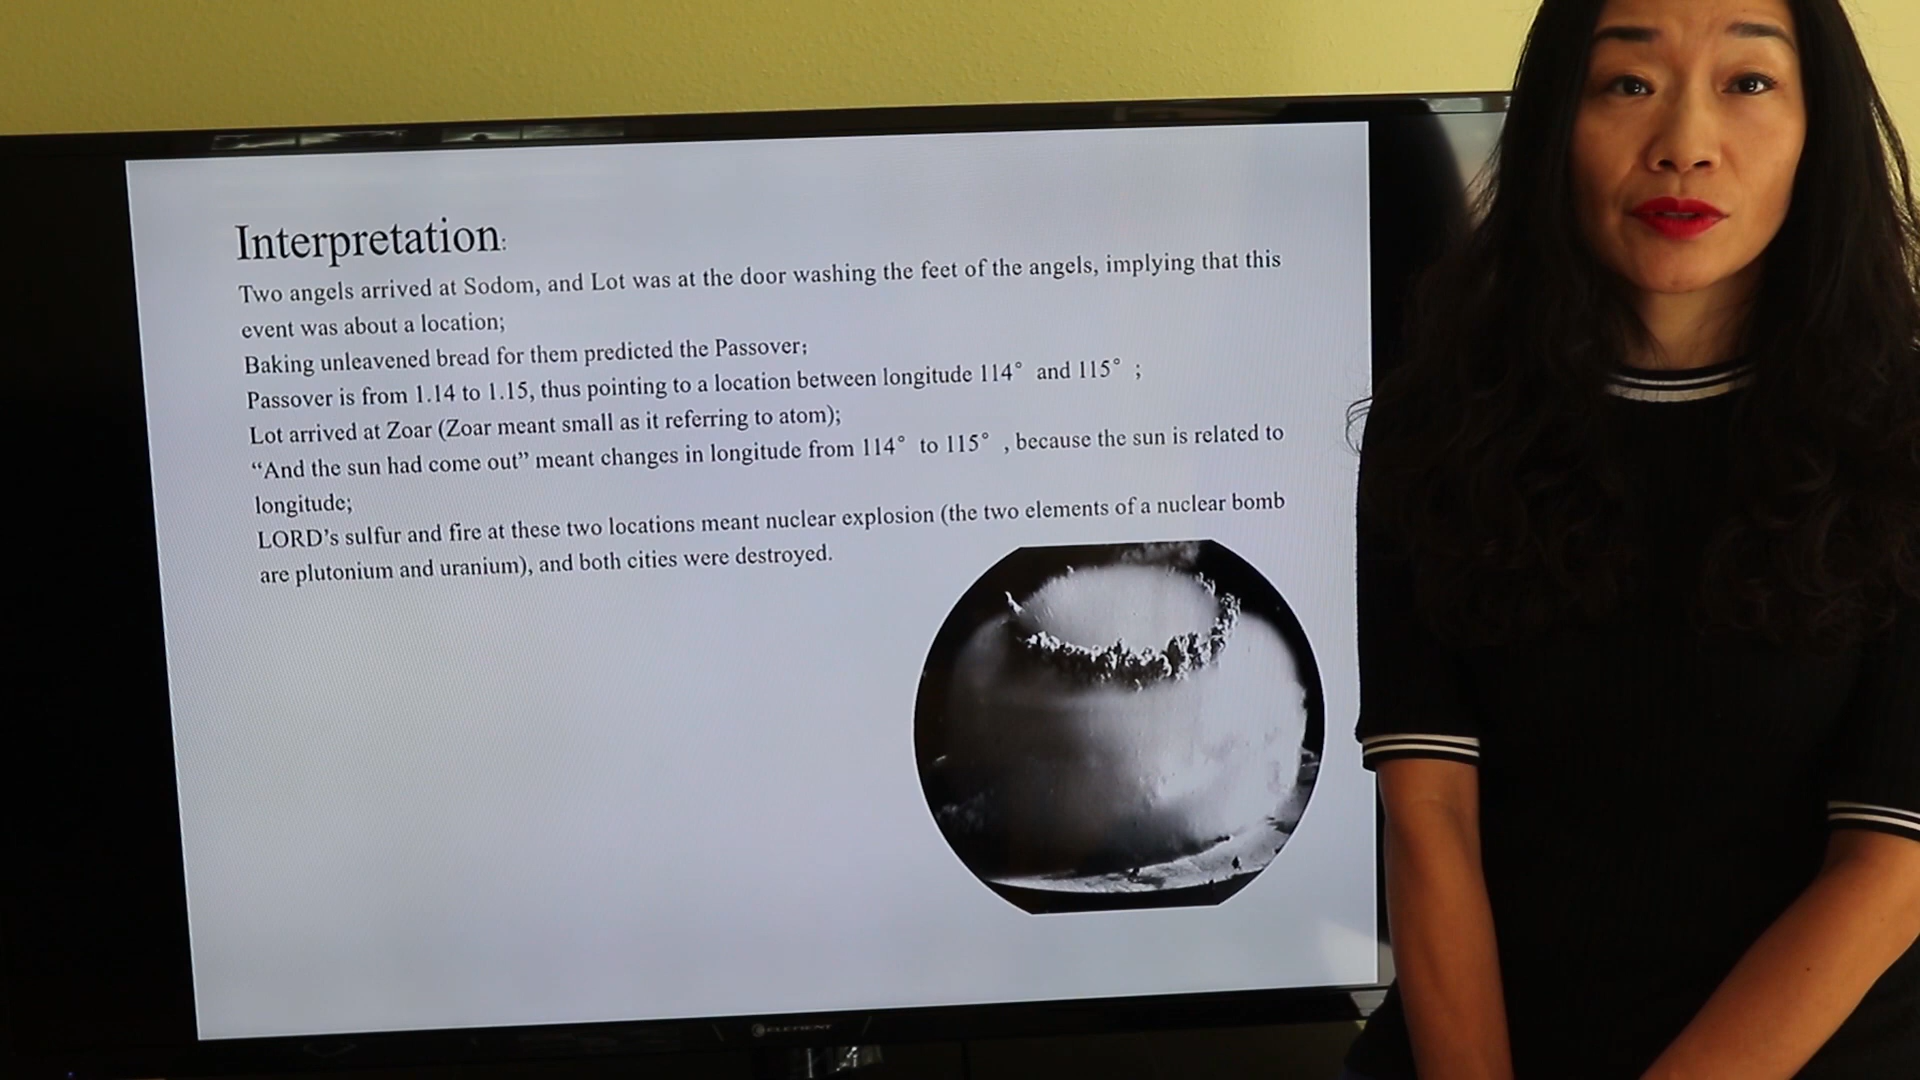 Interpretation:
Two angels arrived at Sodom, and Lot was at the door washing the feet of the angels, implying that this
event was about a location;
Baking unleavened bread for them predicted the Passover;
Passover is from 1.14 to 1.15, thus pointing to a location between longitude 114° and 115° ;
Lot arrived at Zoar (Zoar meant small as it referring to atom);
“And the sun had come out” meant changes in longitude from 114° to 115° , because the sun is related to
longitude;
LORD’s sulfur and fire at these two locations meant nuclear explosion (the two elements of a nuclear bomb
are plutonium and uranium), and both cities were destroyed.
ELEMENT